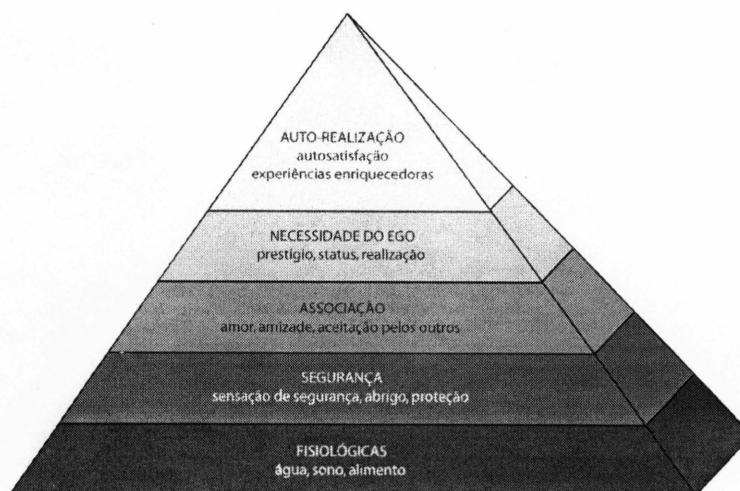 AUTO-REALIZAÇÃO
autosatisfação
experiências enriquecedoras
NECESSIDADE DO EGO
prestígio, status, realização
ASSOCIAÇÃO
amor, amizade, aceitação pelos outros
SEGURANÇA
sensação de segurança, abrigo, proteção
FISIOLÓGICAS
água, sono, alimento